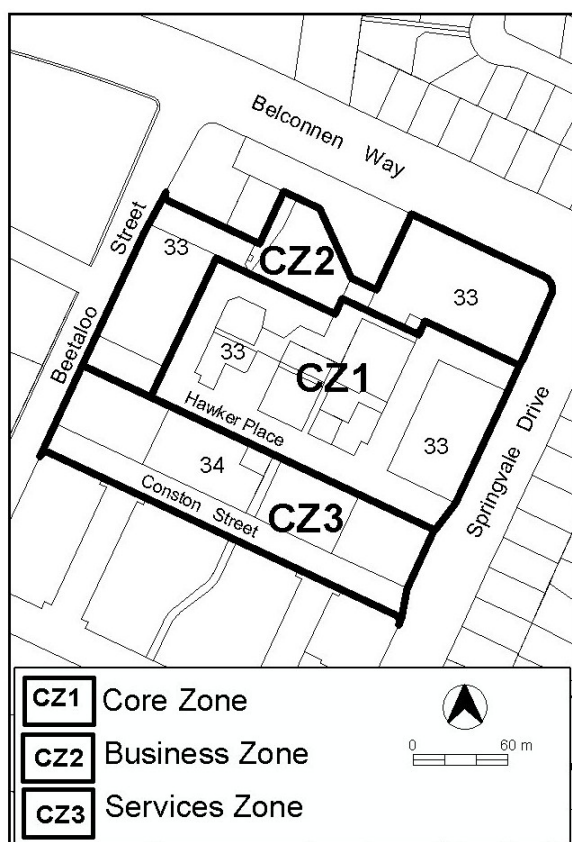 Belconnen Way
Beetaloo Street
33
CZ2
33
33
CZ1
Hawker Place
33
Springvale Drive
34
Conston Street
CZ3
CZ1 Core Zone
CZ2 Business Zone
CZ3 Services Zone
0 60 m